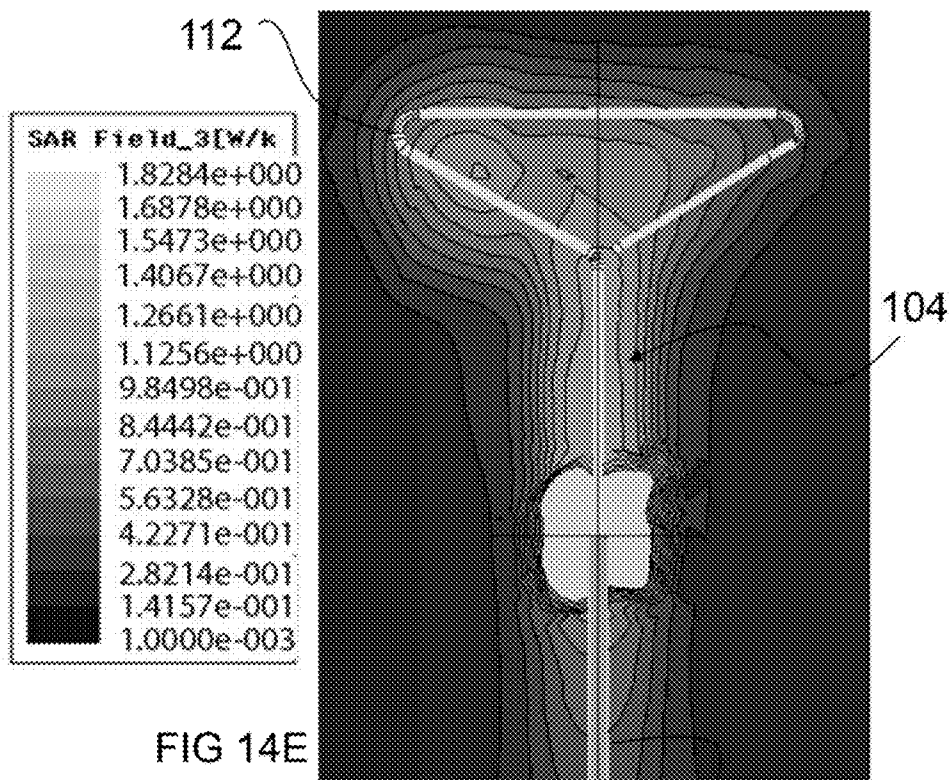 112
SAR Field_3[W/k
1.8284e+000
1.6878e+000
1.5473e+000
1.4067e+000
1.2661e+000
1.1256e+000
9.8498e-001
8.4442e-001
7.0385e-001
5.6328e-001
4.2271e-001
2.8214e-001
1.4157e-001
1.0000e-003
104
FIG 14E